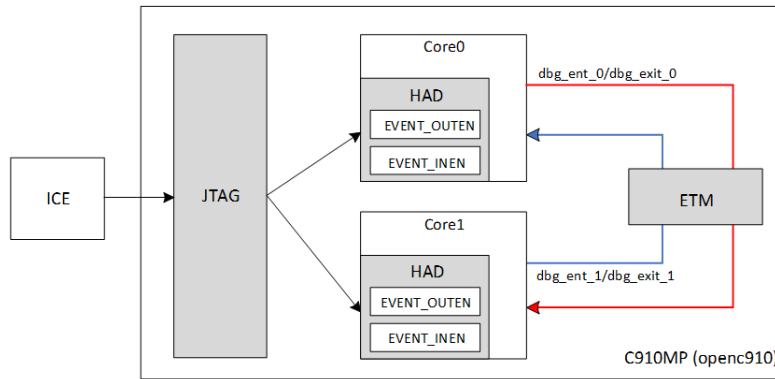 Core0
dbg_ent_0/dbg_exit_0
HAD
EVENT_OUTEN
EVENT_INEN
ICE
JTAG
ETM
Core1
HAD
dbg_ent_1/dbg_exit_1
EVENT_OUTEN
EVENT_INEN
C910MP (openc910)